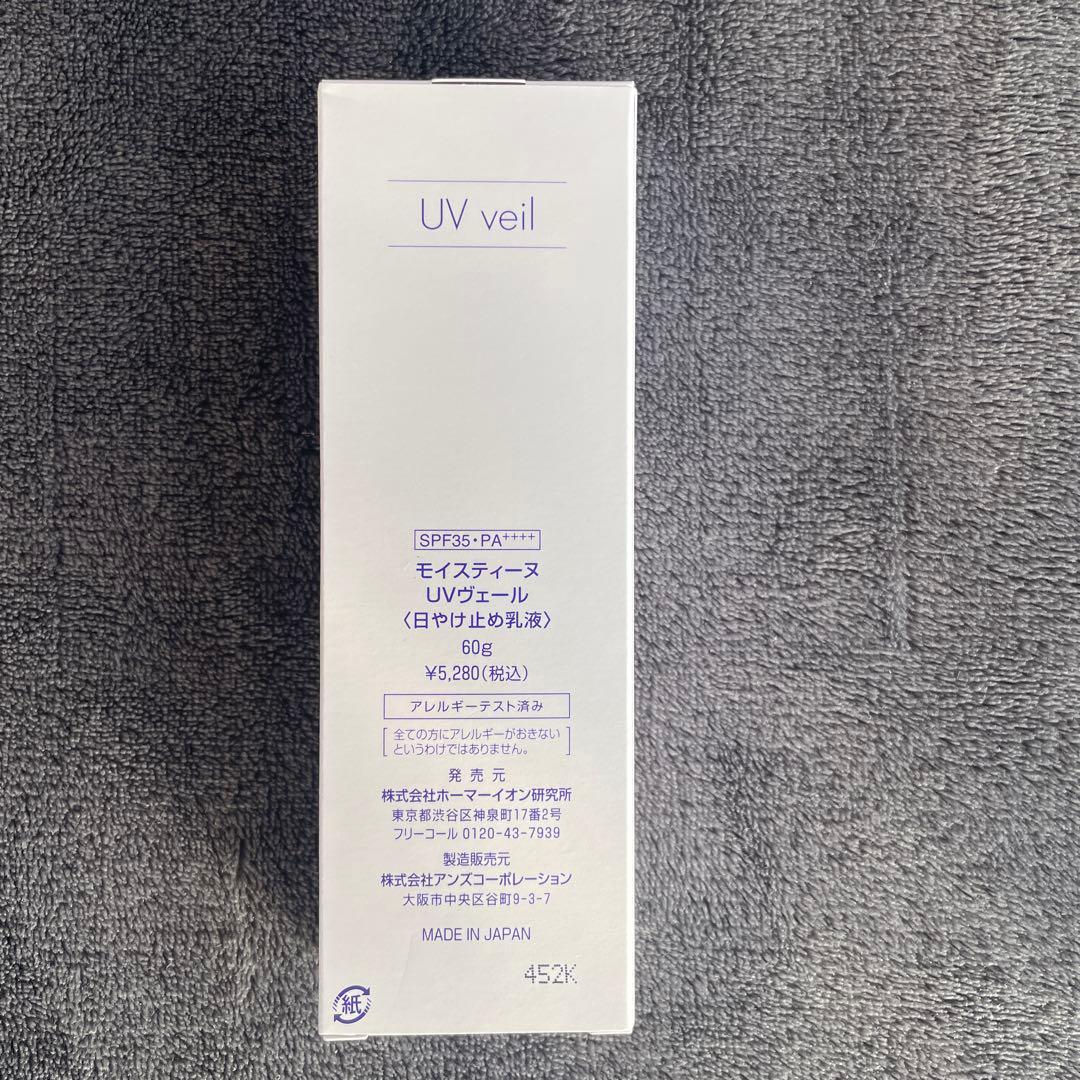 UV veil
SPF35・PA++++
モイスティーヌ
UVヴェール
〈日やけ止め乳液〉
60g
¥5,280(税込)
アレルギーテスト済み
全ての方にアレルギーがおきない
というわけではありません。
発売元
株式会社ホーマーイオン研究所
東京都渋谷区神泉町17番2号
フリーコール 0120-43-7939
製造販売元
株式会社アンズコーポレーション
大阪市中央区谷町9-3-7
MADE IN JAPAN
452K
紙